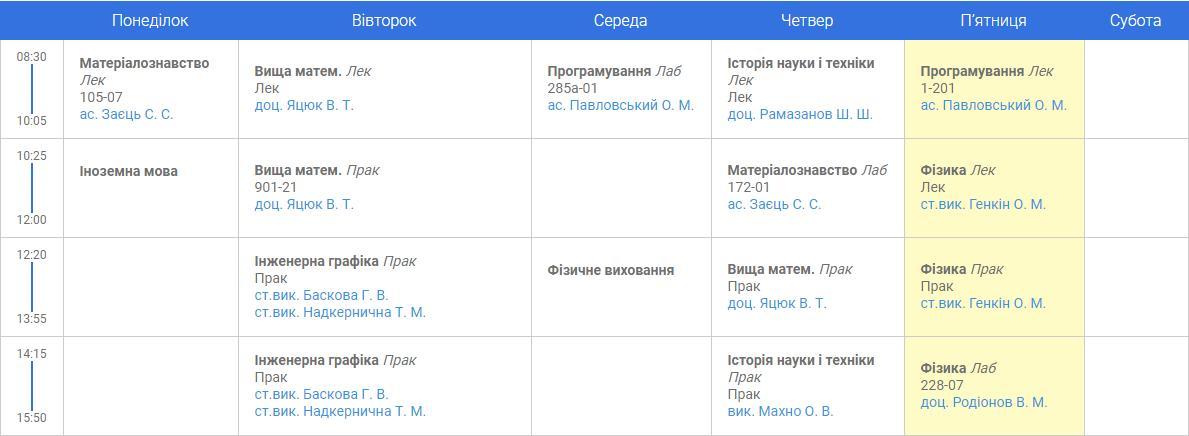 Понеділок
Вівторок
Середа
Четвер
П'ятниця
Субота
08:30
10:05
Матеріалознавство
Лек
105-07
ас. Заєць С. С.
Вища матем. Лек
Лек
доц. Яцюк В. Т.
Програмування Лаб
285а-01
ас. Павловський О. М.
Історія науки і техніки
Лек
Лек
доц. Рамазанов Ш. Ш.
Програмування Лек
1-201
ас. Павловський О. М.
10:25
12:00
Іноземна мова
Вища матем. Прак
901-21
доц. Яцюк В. Т.
Матеріалознавство Лаб
172-01
ас. Заєць С. С.
Фізика Лек
Лек
ст.вик. Генкін О. М.
12:20
13:55
Інженерна графіка Прак
Прак
ст.вик. Баскова Г. В.
ст.вик. Надкернична Т. М.
Фізичне виховання
Вища матем. Прак
Прак
доц. Яцюк В. Т.
Фізика Прак
Прак
ст.вик. Генкін О. М.
14:15
15:50
Інженерна графіка Прак
Прак
ст.вик. Баскова Г. В.
ст.вик. Надкернична Т. М.
Історія науки і техніки
Прак
Прак
вик. Махно О. В.
Фізика Лаб
228-07
доц. Родіонов В. М.